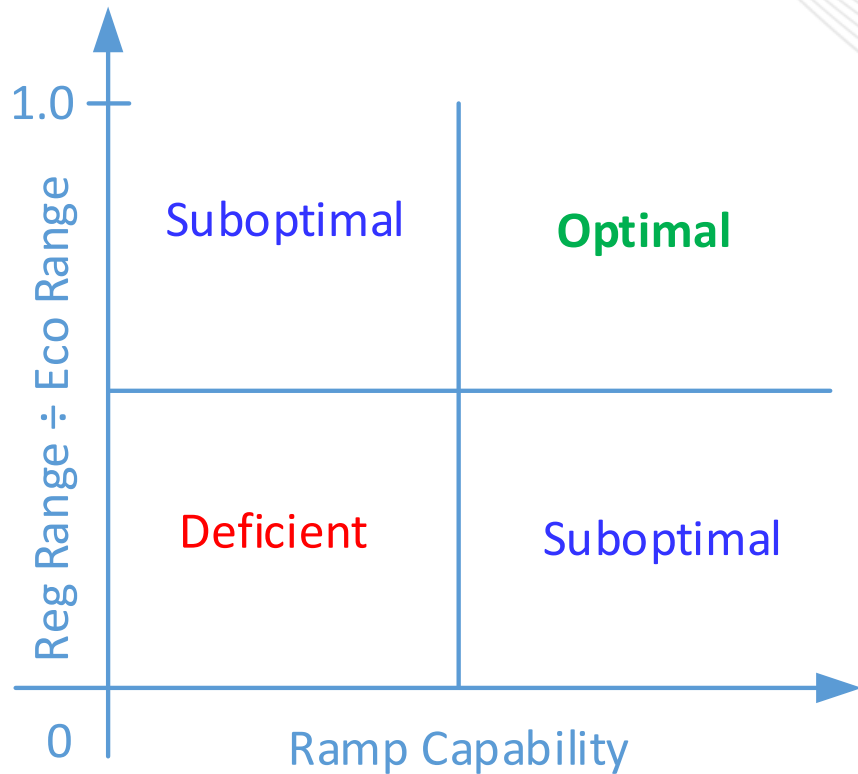 1.0
Reg Range ÷ Eco Range
Suboptimal
Optimal
Deficient
Suboptimal
0
Ramp Capability